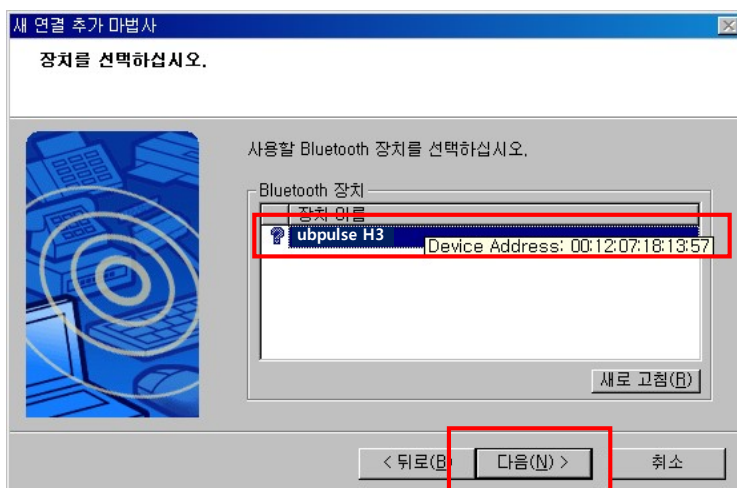 새 연결 추가 마법사
장치를 선택하십시오.
사용할 Bluetooth 장치를 선택하십시오.
Bluetooth 장치
장치 이름
ubpulse H3
Device Address: 00:12:07:18:13:57
새로 고침(R)
< 뒤로(B)
다음(N) >
취소